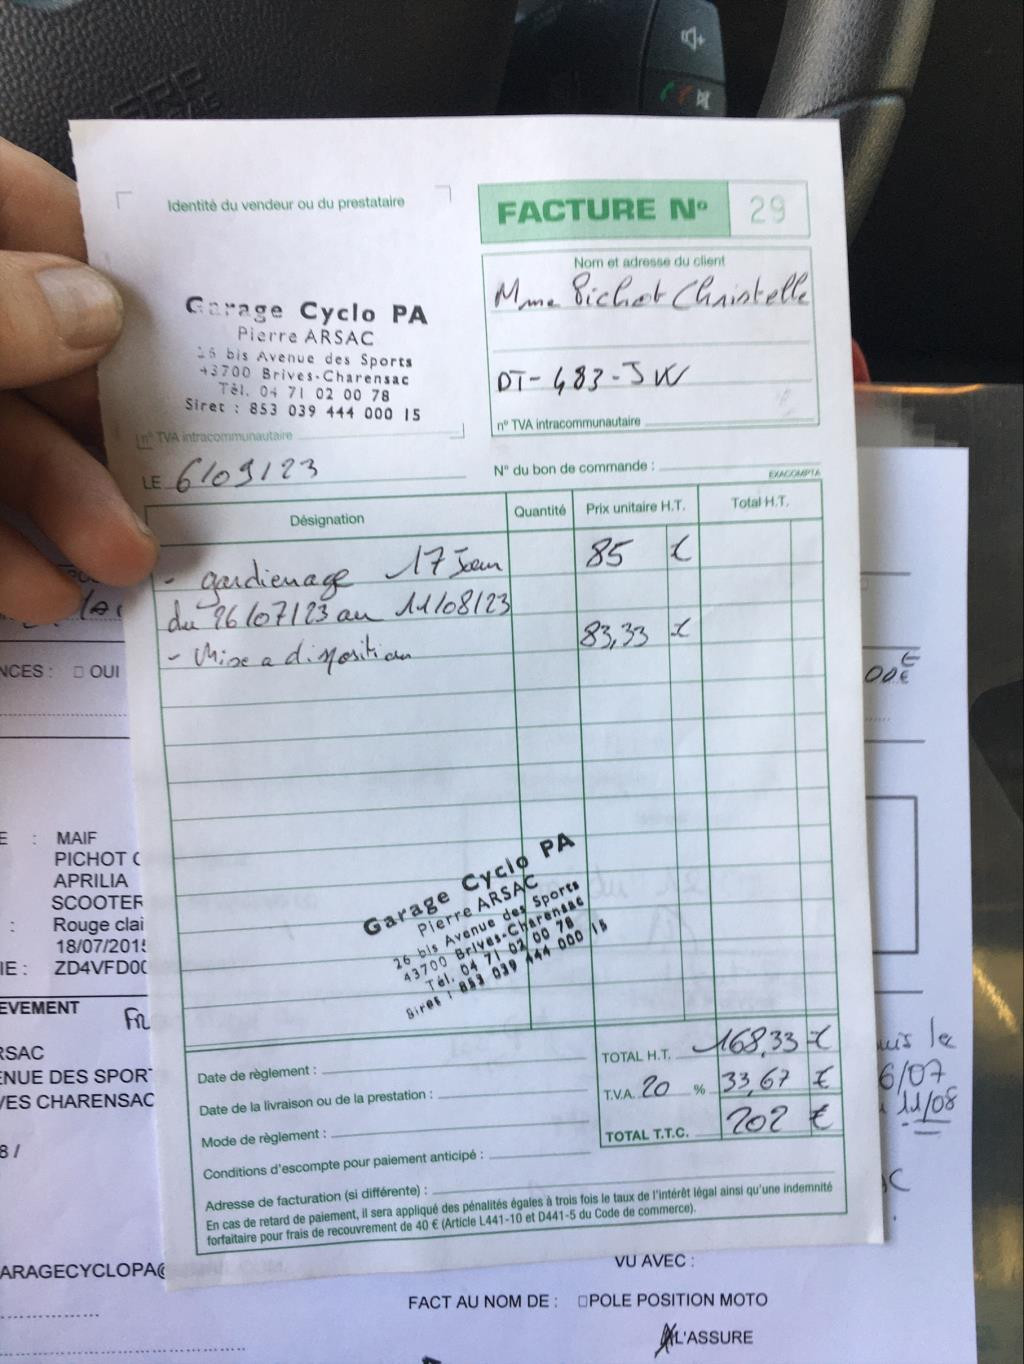 Identité du vendeur ou du prestataire
FACTURE N° 29
Nom et adresse du client
Mme Pichot Christelle
Garage Cyclo PA
Pierre ARSAC
26 bis Avenue des Sports
43700 Brives-Charensac
Tél. 04 71 02 00 78
Siret : 853 039 444 000 15
DT-483-JW
n° TVA intracommunautaire
n° TVA intracommunautaire
LE 6/09/23
N° du bon de commande :
EXACOMPTA
Désignation Quantité Prix unitaire H.T. Total H.T.
- gardienage 17 Jour 85 €
du 26/07/23 au 11/08/23
- Mise a disposition 83,33 €
NCES : □ OUI
00€
E : MAIF
PICHOT C
APRILIA
SCOOTER
: Rouge clai
18/07/2015
IE : ZD4VFD00
EVEMENT
RSAC
ENUE DES SPORT
VES CHARENSAC
8 /
Garage Cyclo PA
Pierre ARSAC
26 bis Avenue des Sports
43700 Brives-Charensac
Tél. 04 71 02 00 78
Siret : 853 039 444 000 15
uis le
6/07
11/08
TOTAL H.T. 168,33 €
T.V.A. 20 % 33,67 €
TOTAL T.T.C. 202 €
Date de règlement :
Date de la livraison ou de la prestation :
Mode de règlement :
Conditions d'escompte pour paiement anticipé :
Adresse de facturation (si différente) :
En cas de retard de paiement, il sera appliqué des pénalités égales à trois fois le taux de l'intérêt légal ainsi qu'une indemnité
forfaitaire pour frais de recouvrement de 40 € (Article L441-10 et D441-5 du Code de commerce).
ARAGECYCLOPA@
VU AVEC :
FACT AU NOM DE : □POLE POSITION MOTO
L'ASSURE